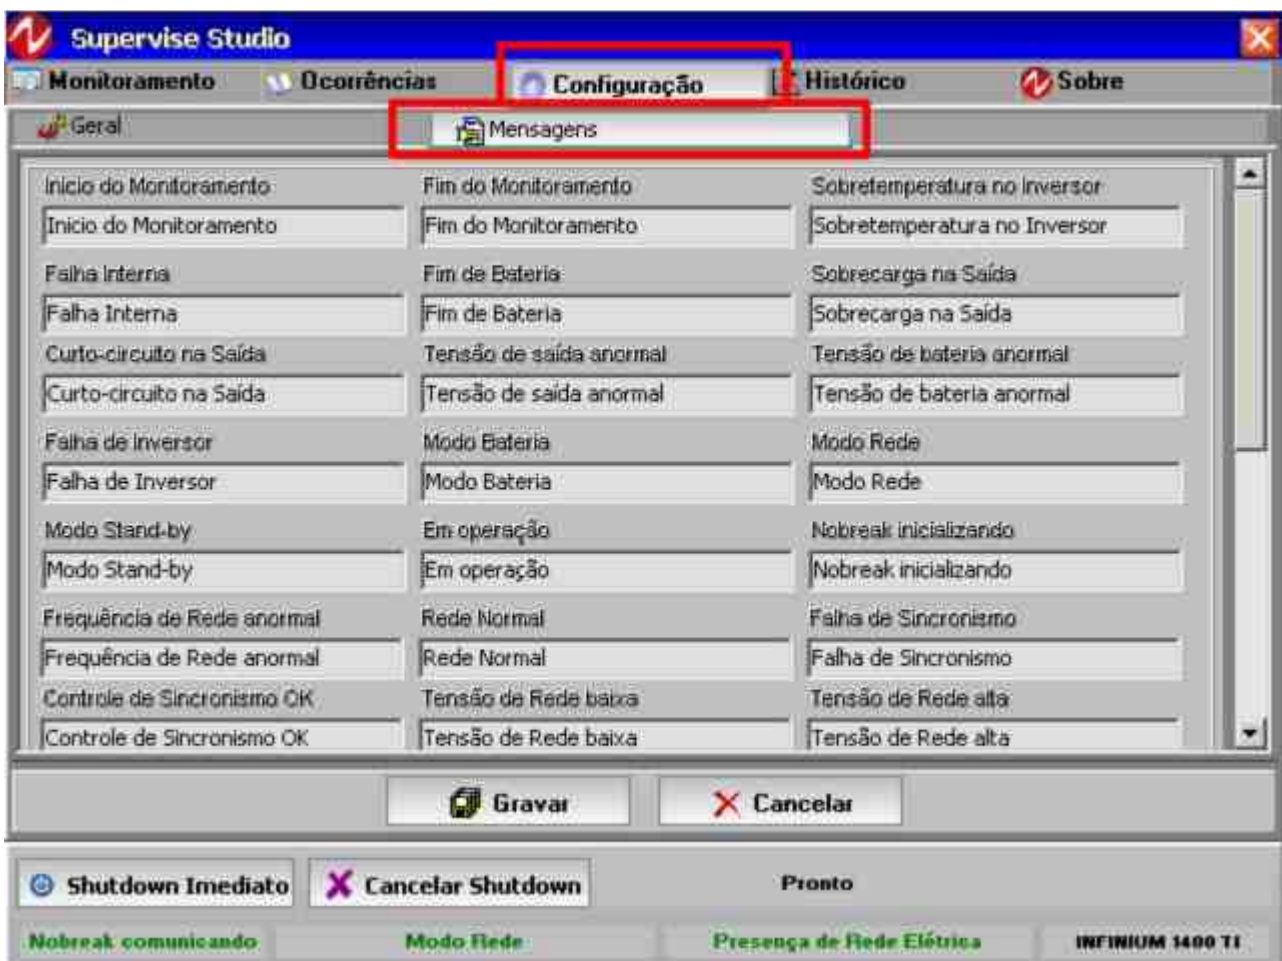 Supervise Studio
Monitoramento Ocorrências Configuração Histórico Sobre
Geral Mensagens
Inicio do Monitoramento Fim do Monitoramento Sobretemperatura no Inversor
Inicio do Monitoramento Fim do Monitoramento Sobretemperatura no Inversor
Falha Interna Fim de Bateria Sobrecarga na Saída
Falha Interna Fim de Bateria Sobrecarga na Saída
Curto-circuito na Saída Tensão de saída anormal Tensão de bateria anormal
Curto-circuito na Saída Tensão de saída anormal Tensão de bateria anormal
Falha de Inversor Modo Bateria Modo Rede
Falha de Inversor Modo Bateria Modo Rede
Modo Stand-by Em operação Nobreak inicializando
Modo Stand-by Em operação Nobreak inicializando
Frequência de Rede anormal Rede Normal Falha de Sincronismo
Frequência de Rede anormal Rede Normal Falha de Sincronismo
Controle de Sincronismo OK Tensão de Rede baixa Tensão de Rede alta
Controle de Sincronismo OK Tensão de Rede baixa Tensão de Rede alta
Gravar Cancelar
Shutdown Imediato Cancelar Shutdown Pronto
Nobreak comunicando Modo Rede Presença de Rede Elétrica INFINIUM 1400 TI